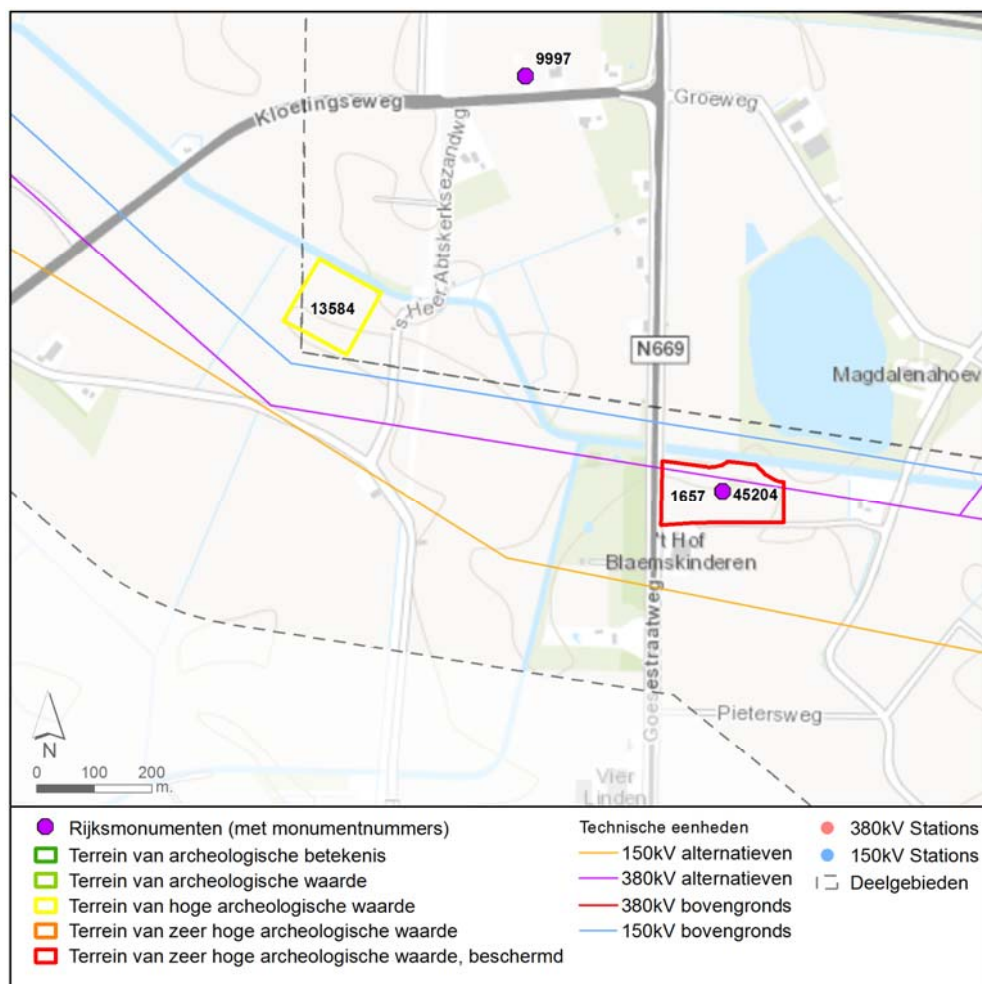 9997
Kloetingseweg
Groeweg
's Heer Abtskerksezandwg
13584
N669
Magdalenahoev
1657
45204
't Hof
Blaemskinderen
Goesestraatweg
Pietersweg
Vier
Linden
N
0 100 200
m.
Rijksmonumenten (met monumentnummers)
Terrein van archeologische betekenis
Terrein van archeologische waarde
Terrein van hoge archeologische waarde
Terrein van zeer hoge archeologische waarde
Terrein van zeer hoge archeologische waarde, beschermd
Technische eenheden
150kV alternatieven
380kV alternatieven
380kV bovengronds
150kV bovengronds
380kV Stations
150kV Stations
Deelgebieden